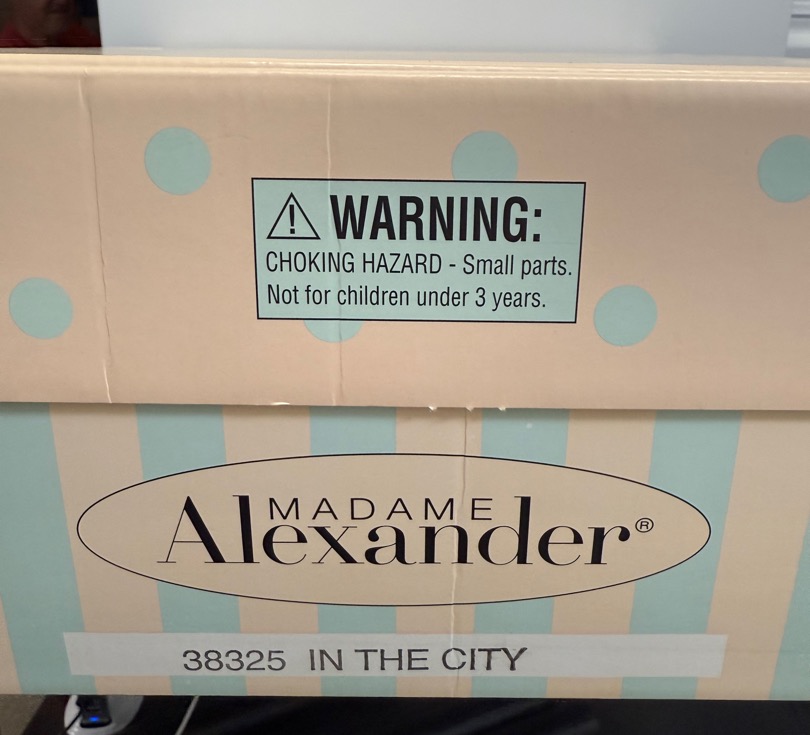 WARNING:
CHOKING HAZARD - Small parts.
Not for children under 3 years.
MADAME
Alexander®
38325 IN THE CITY